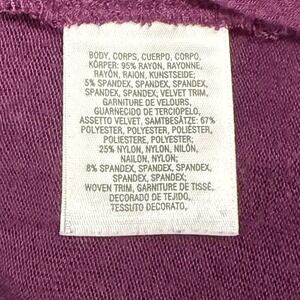 BODY, CORPS, CUERPO, CORPO,
KÖRPER: 95% RAYON, RAYONNE,
RAYÓN, RAION, KUNSTSEIDE;
5% SPANDEX, SPANDEX, SPANDEX,
SPANDEX, SPANDEX; VELVET TRIM,
GARNITURE DE VELOURS,
GUARNECIDO DE TERCIOPELO,
ASSETTO VELVET, SAMTBESÄTZE: 67%
POLYESTER, POLYESTER, POLIÉSTER,
POLIESTERE, POLYESTER;
25% NYLON, NYLON, NILÓN,
NAILON, NYLON;
8% SPANDEX, SPANDEX, SPANDEX,
SPANDEX, SPANDEX;
WOVEN TRIM, GARNITURE DE TISSÉ,
DECORADO DE TEJIDO,
TESSUTO DECORATO,